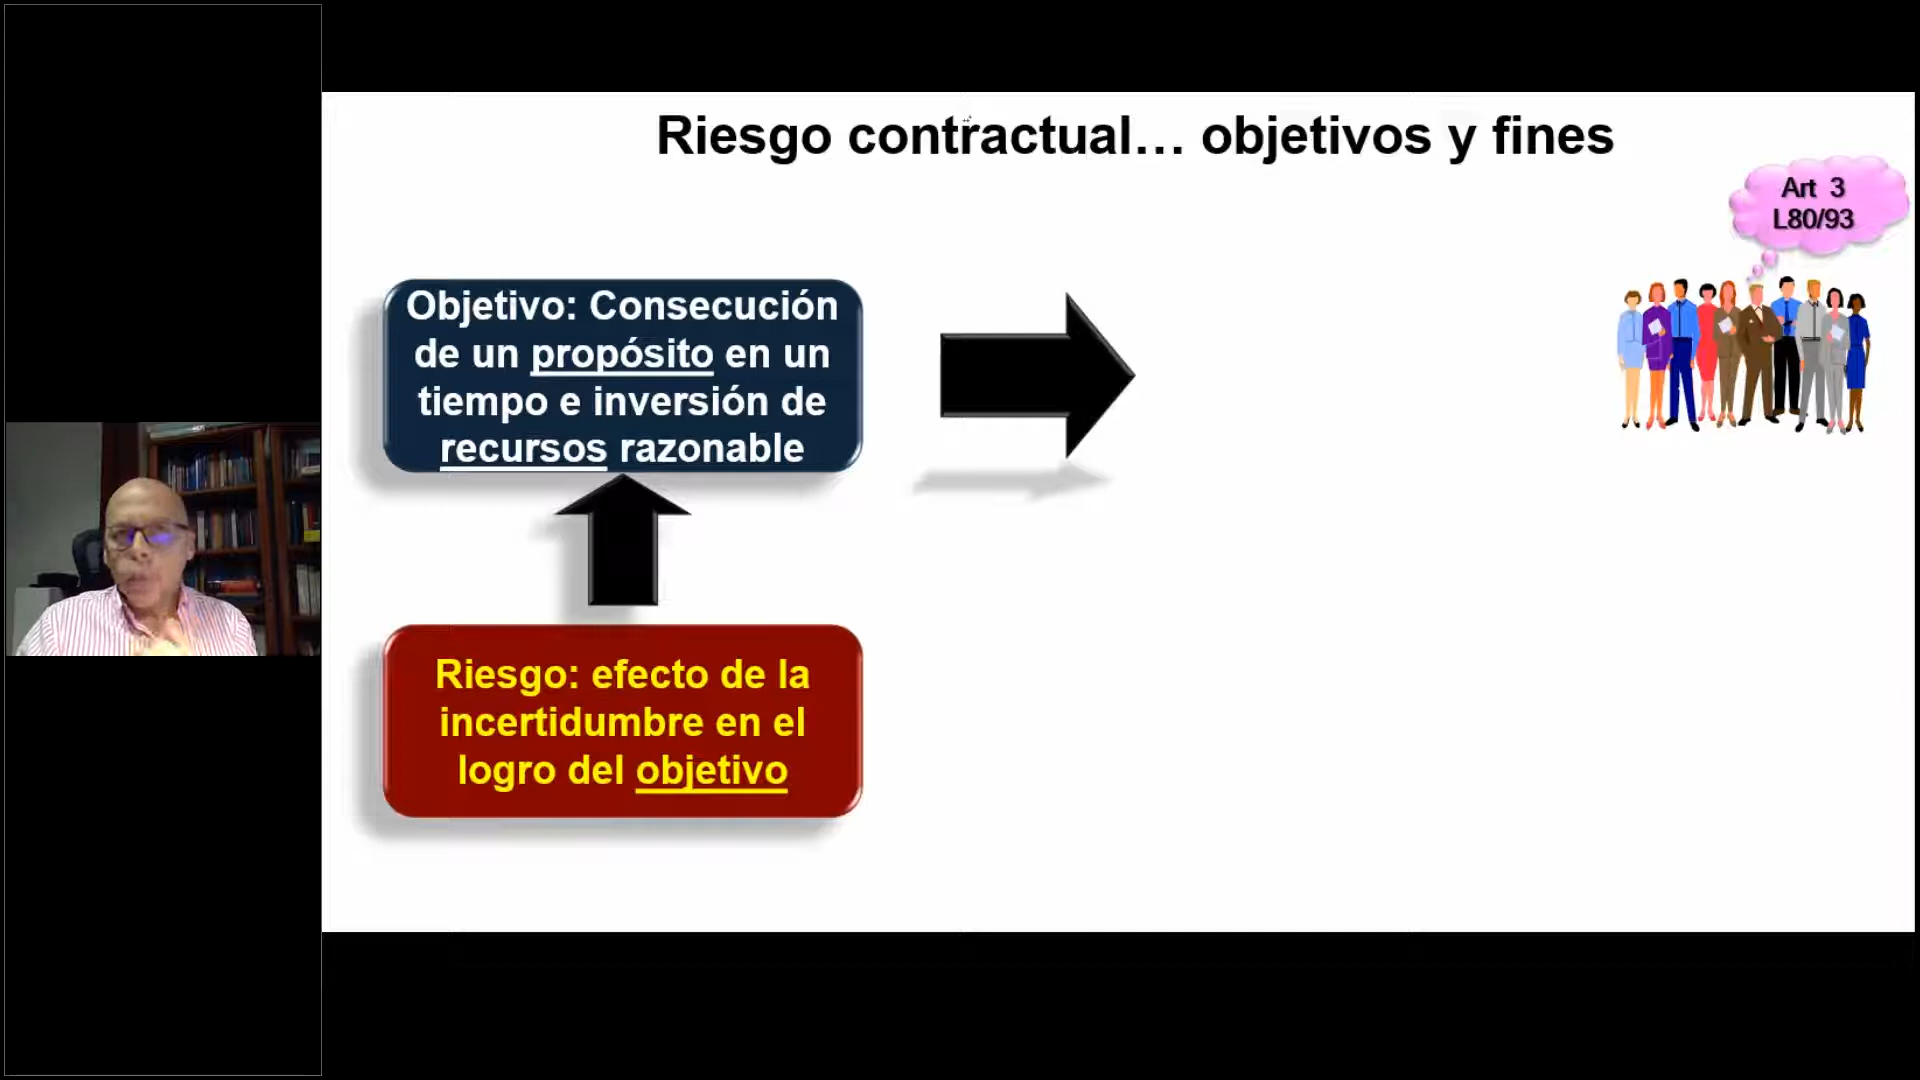 Riesgo contractual… objetivos y fines
Art 3
L80/93
Objetivo: Consecución
de un propósito en un
tiempo e inversión de
recursos razonable
Riesgo: efecto de la
incertidumbre en el
logro del objetivo